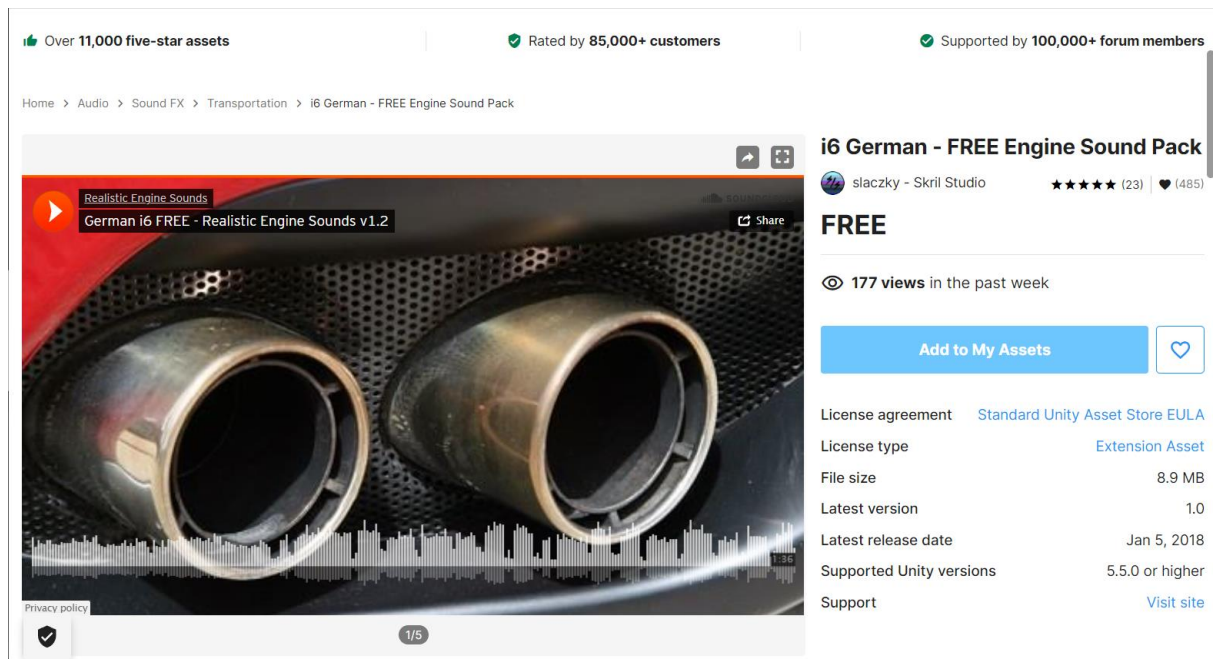 Over 11,000 five-star assets
Rated by 85,000+ customers
Supported by 100,000+ forum members
Home > Audio > Sound FX > Transportation > i6 German - FREE Engine Sound Pack
Realistic Engine Sounds
German i6 FREE - Realistic Engine Sounds v1.2
Share
1:36
Privacy policy
1/5
i6 German - FREE Engine Sound Pack
slaczky - Skril Studio
(23)
(485)
FREE
177 views in the past week
Add to My Assets
License agreement Standard Unity Asset Store EULA
License type Extension Asset
File size 8.9 MB
Latest version 1.0
Latest release date Jan 5, 2018
Supported Unity versions 5.5.0 or higher
Support Visit site